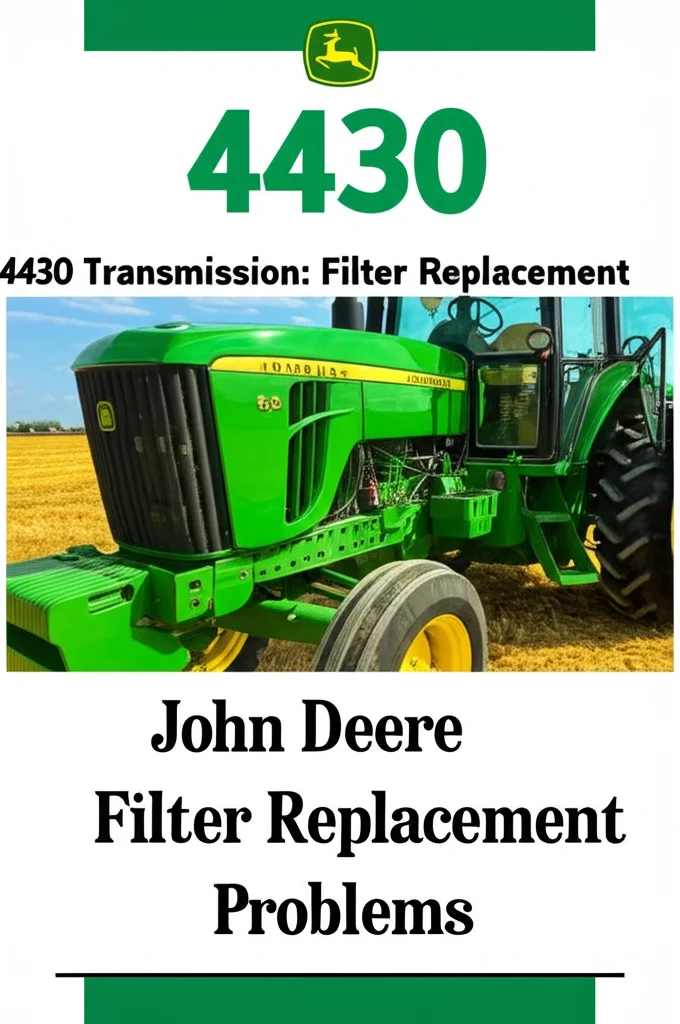 4430
4430 Transmission: Filter Replacement
John Deere
Filter Replacement
Problems